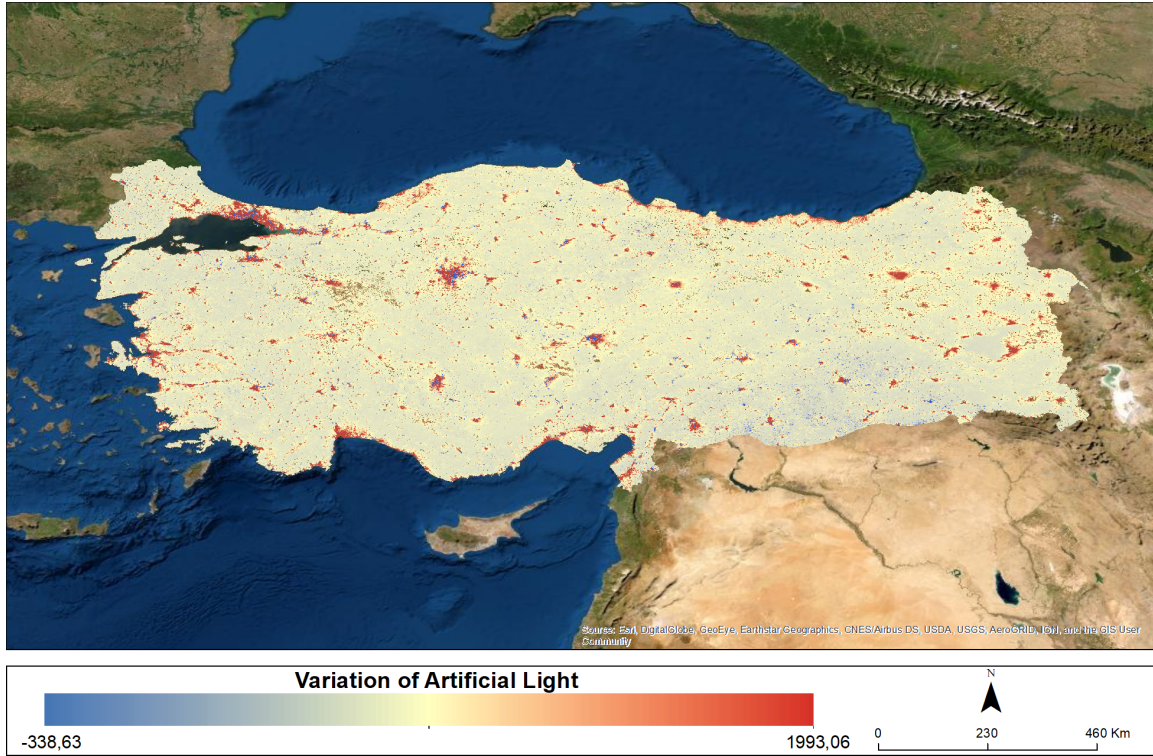 Source: Esri, DigitalGlobe, GeoEye, Earthstar Geographics, CNES/Airbus DS, USDA, USGS, AeroGRID, IGN, and the GIS User
Community
Variation of Artificial Light
-338,63
1993,06
N
0
230
460 Km